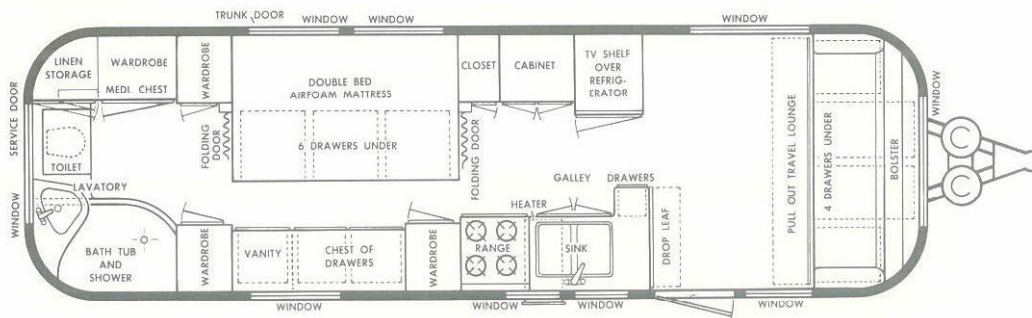 TRUNK DOOR
WINDOW
WINDOW
WINDOW
LINEN
STORAGE
WARDROBE
MEDI. CHEST
WARDROBE
DOUBLE BED
AIRFOAM MATTRESS
6 DRAWERS UNDER
CLOSET
CABINET
TV SHELF
OVER
REFRIG-
ERATOR
SERVICE DOOR
TOILET
FOLDING
DOOR
FOLDING DOOR
PULL OUT TRAVEL LOUNGE
4 DRAWERS UNDER
BOLSTER
WINDOW
WINDOW
LAVATORY
BATH TUB
AND
SHOWER
WARDROBE
VANITY
CHEST OF
DRAWERS
WARDROBE
HEATER
GALLEY
DRAWERS
RANGE
SINK
DROP LEAF
WINDOW
WINDOW
WINDOW
WINDOW